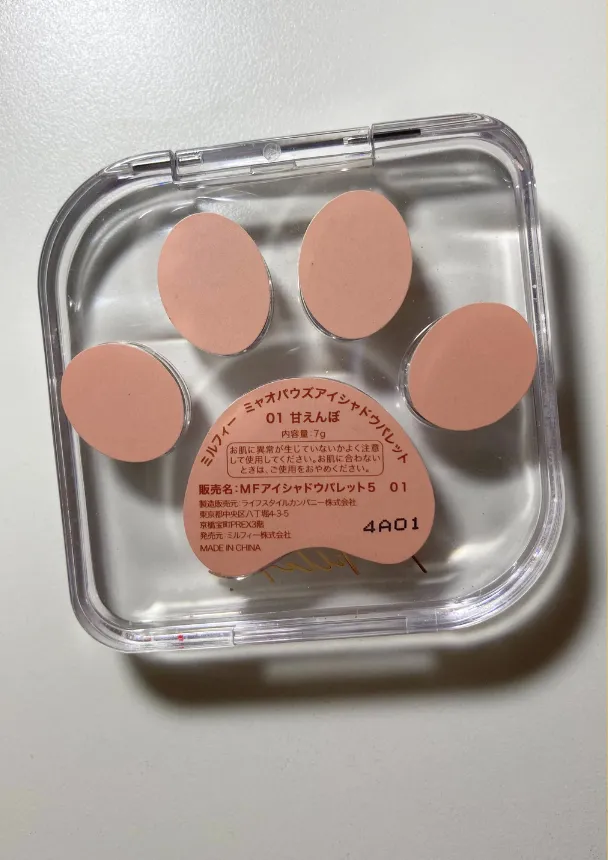 ミルフィー ミャオパウズアイシャドウパレット
01 甘えんぼ
内容量:7g
お肌に異常が生じていないかよく注意
して使用してください。お肌に合わない
ときは、ご使用をおやめください。
販売名:MFアイシャドウパレット5 01
製造販売元:ライフスタイルカンパニー株式会社
東京都中央区八丁堀4-3-5
京橋宝町PREX3階
発売元:ミルフィー株式会社
MADE IN CHINA
4A01